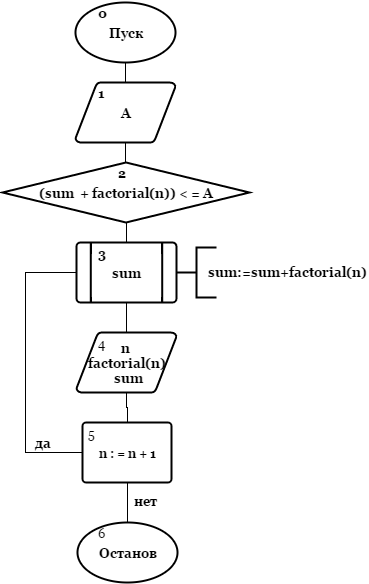 0
Пуск
1
A
2
(sum + factorial(n)) < = A
3
sum
sum:=sum+factorial(n)
4
n
factorial(n)
sum
5
n : = n + 1
да
нет
6
Останов